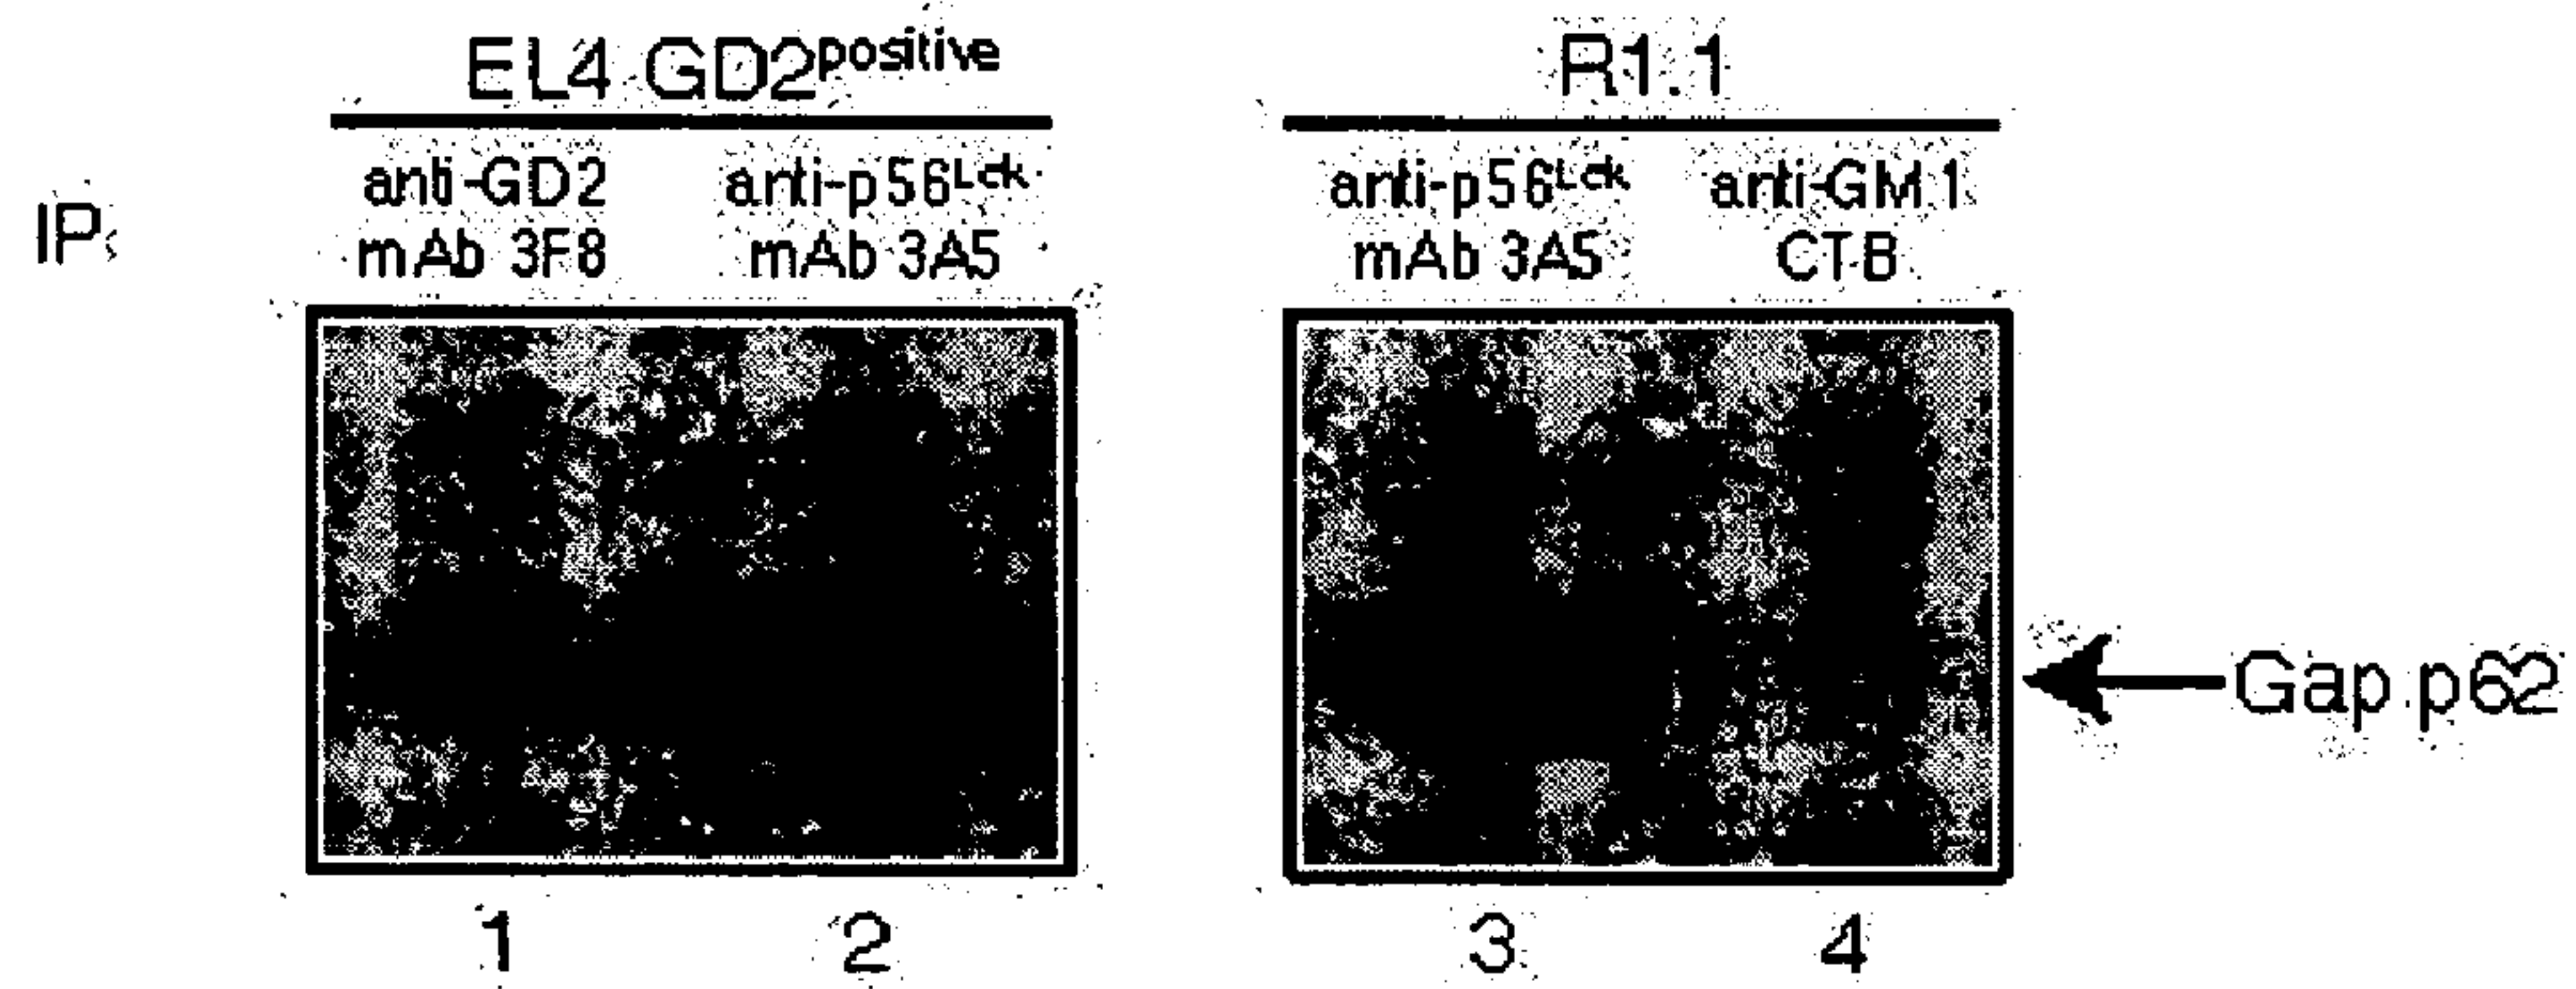 EL4 GD2positive R1.1
IP: anti-GD2 anti-p56Lck anti-p56Lck anti-GM1
mAb 3F8 mAb 3A5 mAb 3A5 CTB
Gap p62
1 2 3 4